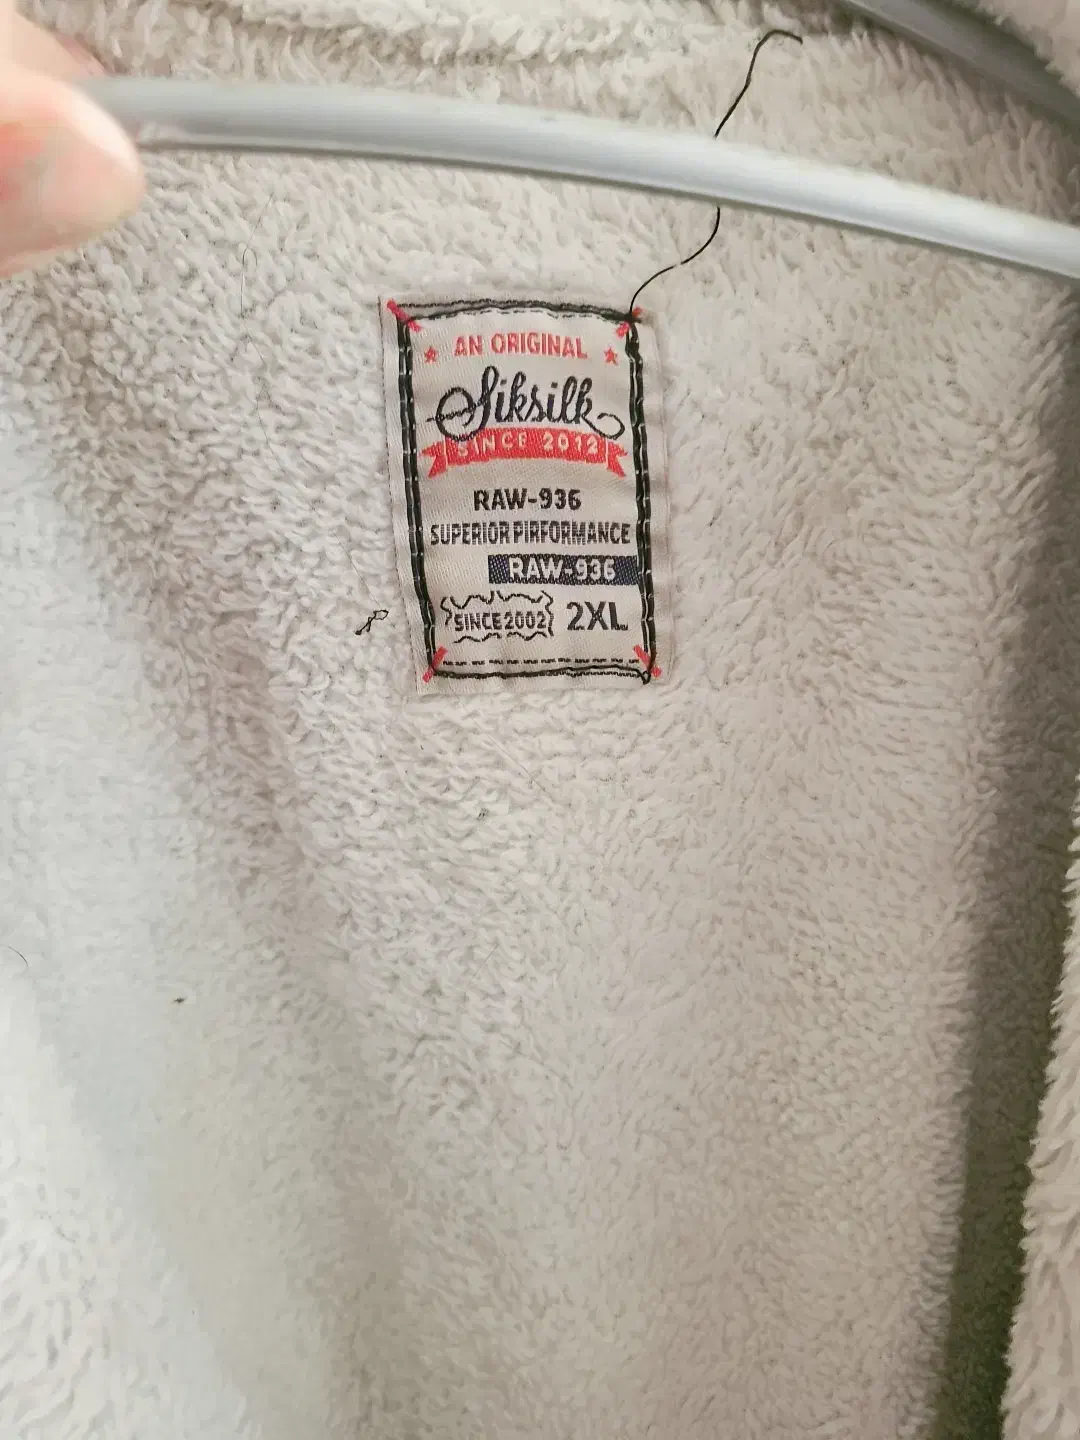 AN ORIGINAL
Siksilk
SINCE 2012
RAW-936
SUPERIOR PIRFORMANCE
RAW-936
SINCE 2002 2XL